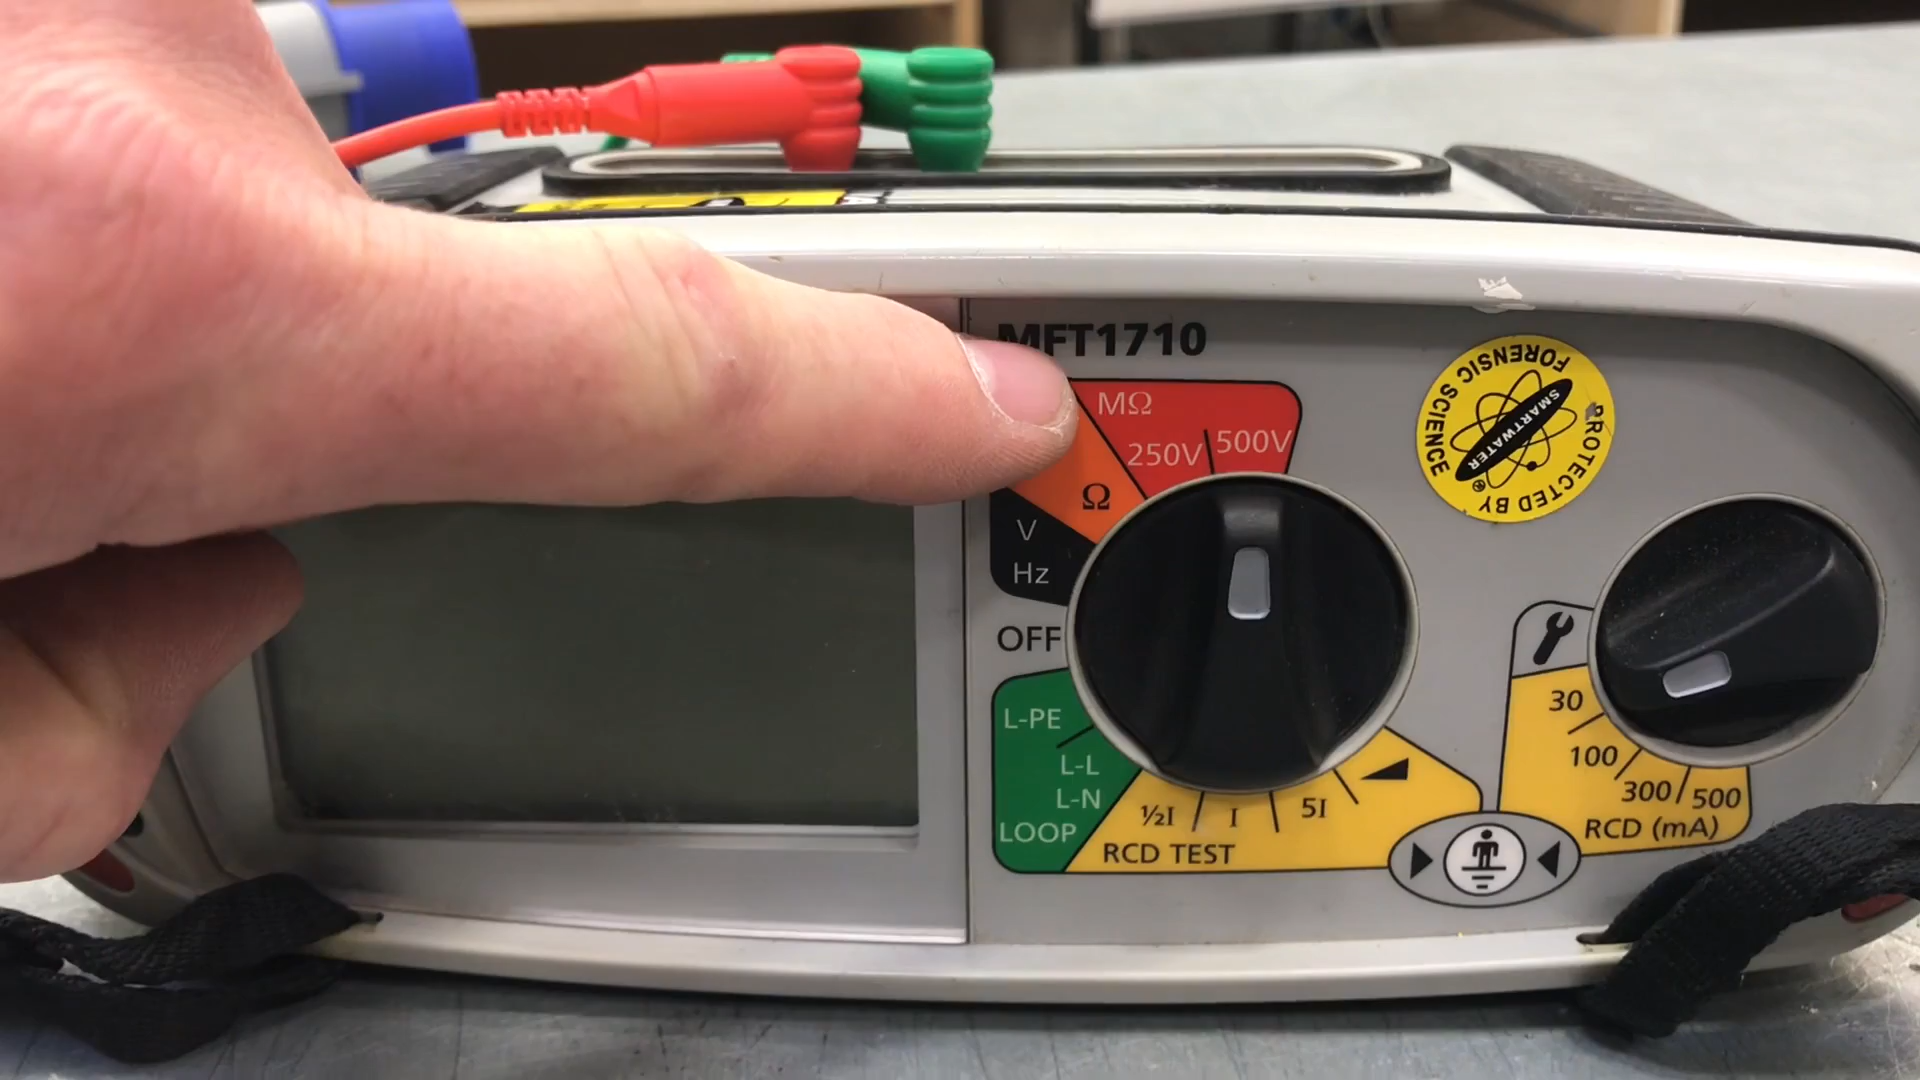 MFT1710
MΩ
250V 500V
Ω
V
Hz
OFF
L-PE
L-L
L-N
LOOP
½I I 5I
RCD TEST
PROTECTED BY
SMARTWATER®
FORENSIC SCIENCE
30
100
300 500
RCD (mA)